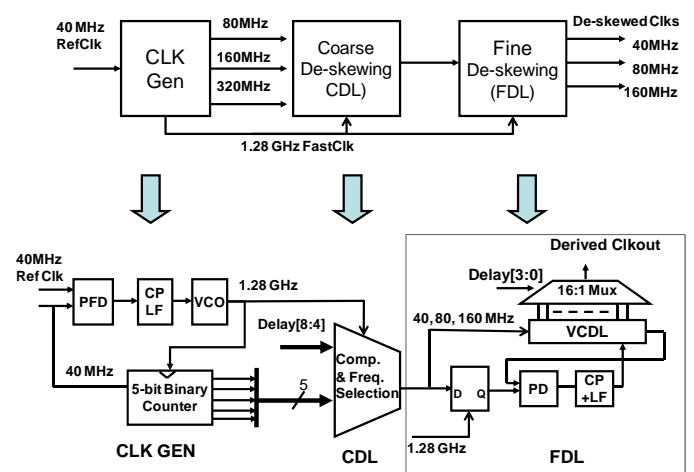 40 MHz
RefClk
CLK
Gen
80MHz
160MHz
320MHz
Coarse
De-skewing
CDL)
Fine
De-skewing
(FDL)
De-skewed Clks
40MHz
80MHz
160MHz
1.28 GHz FastClk
40MHz
Ref Clk
PFD
CP
LF
VCO
1.28 GHz
Delay[8:4]
40 MHz
5-bit Binary
Counter
5
Comp.
& Freq.
Selection
CLK GEN
CDL
Derived Clkout
Delay[3:0]
16:1 Mux
40, 80, 160 MHz
VCDL
D
Q
PD
CP
+LF
1.28 GHz
FDL